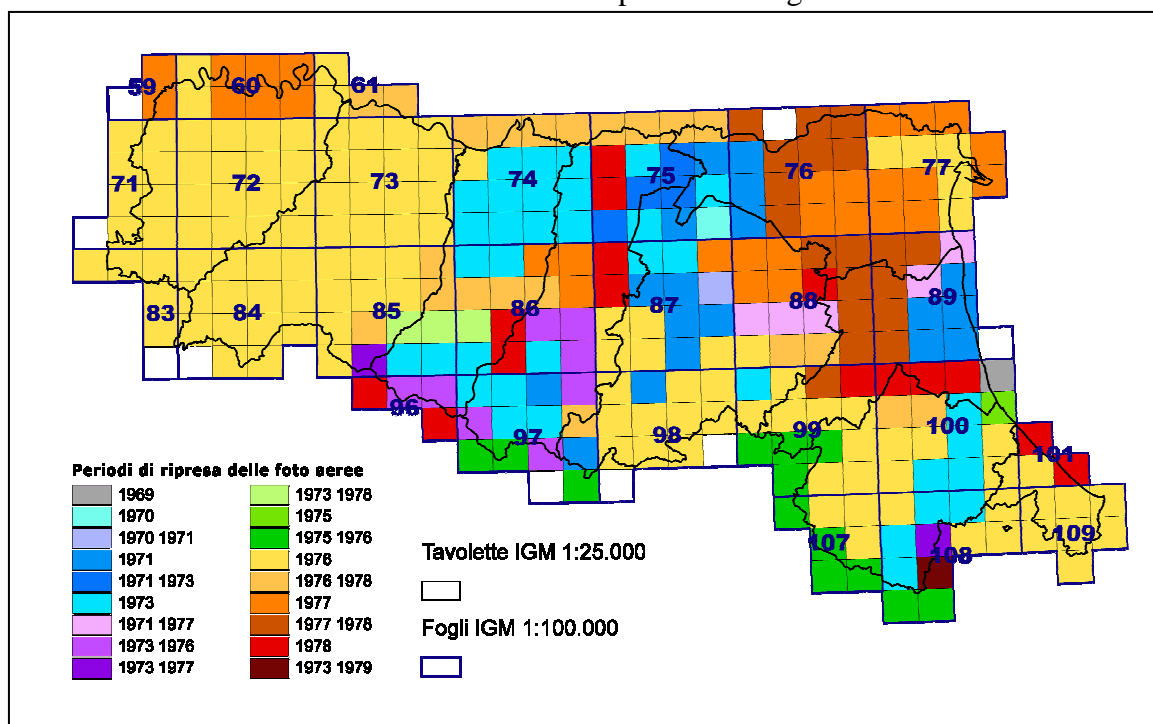 59 60 61
71 72 73 74 75 76 77
83 84 85 86 87 88 89
96 97 98 99 100 101
107 108 109
Periodi di ripresa delle foto aeree
1969
1970
1970 1971
1971
1971 1973
1973
1971 1977
1973 1976
1973 1977
1973 1978
1975
1975 1976
1976
1976 1978
1977
1977 1978
1978
1973 1979
Tavolette IGM 1:25.000
Fogli IGM 1:100.000